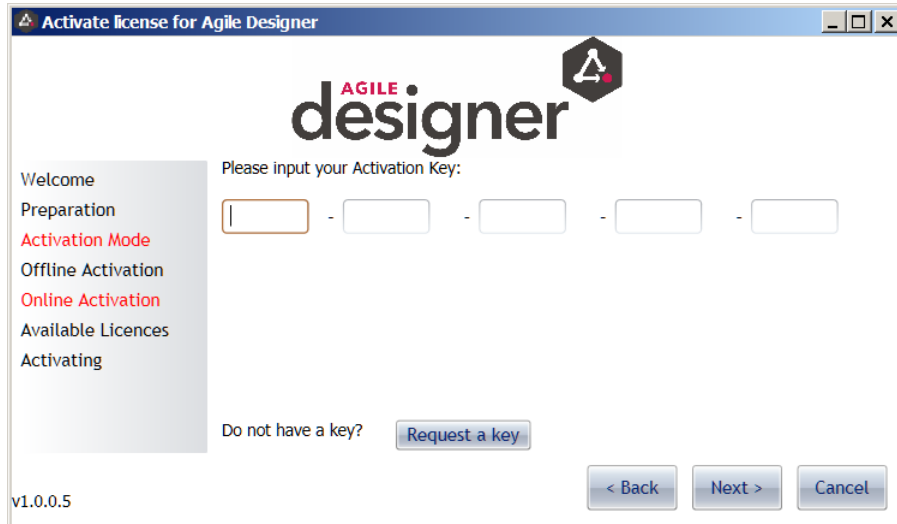 Activate license for Agile Designer
AGILE
designer
Please input your Activation Key:
- - - -
Welcome
Preparation
Activation Mode
Offline Activation
Online Activation
Available Licences
Activating
Do not have a key? Request a key
< Back Next > Cancel
v1.0.0.5